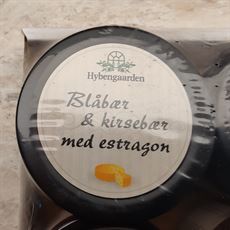 Hybengaarden
Blåbær
& kirsebær
med estragon